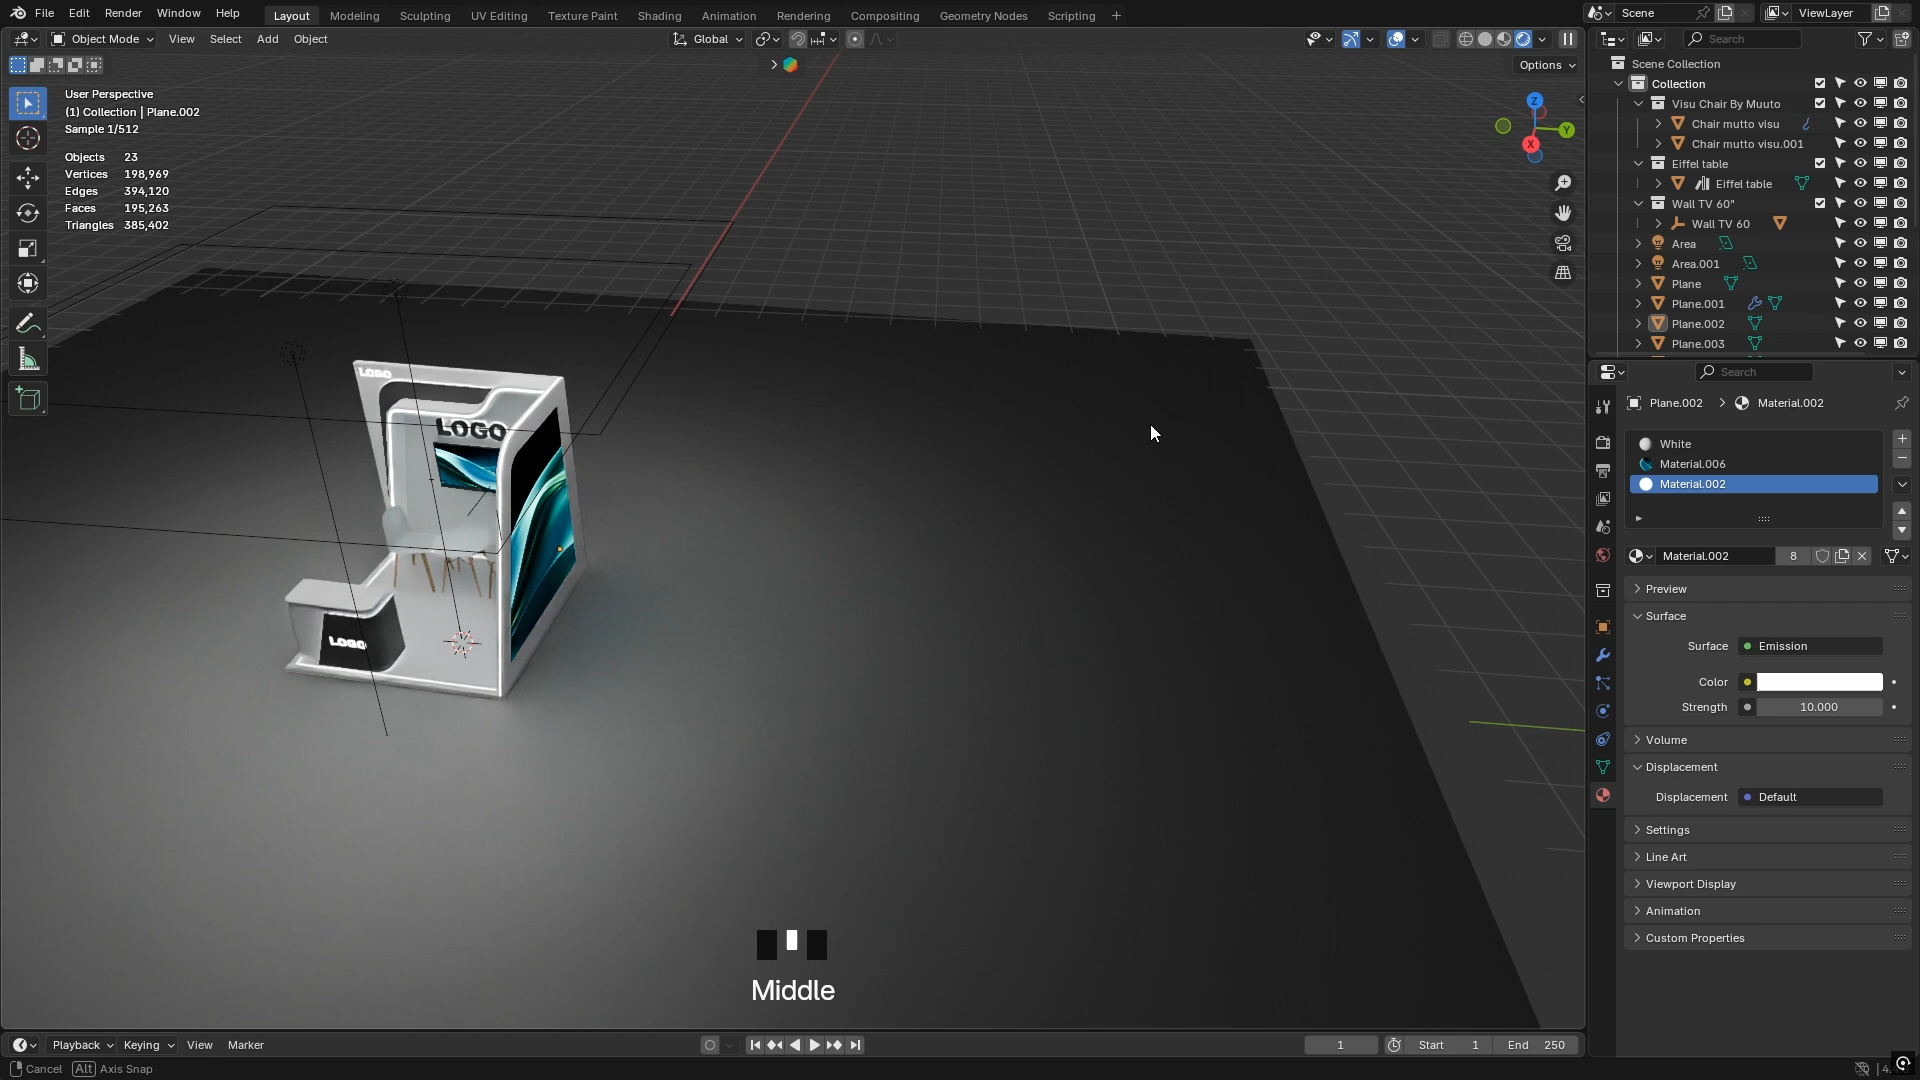 File Edit Render Window Help Layout Modeling Sculpting UV Editing Texture Paint Shading Animation Rendering Compositing Geometry Nodes Scripting + Scene ViewLayer
Object Mode View Select Add Object Global Search
Options
User Perspective
(1) Collection | Plane.002
Sample 1/512
Objects 23
Vertices 198,969
Edges 394,120
Faces 195,263
Triangles 385,402
Z
Y
X
LOGO
LOGO
LOGO
Middle
Scene Collection
Collection
Visu Chair By Muuto
Chair mutto visu
Chair mutto visu.001
Eiffel table
Eiffel table
Wall TV 60"
Wall TV 60
Area
Area.001
Plane
Plane.001
Plane.002
Plane.003
Search
Plane.002 Material.002
White
Material.006
Material.002
Material.002 8
Preview
Surface
Surface Emission
Color
Strength 10.000
Volume
Displacement
Displacement Default
Settings
Line Art
Viewport Display
Animation
Custom Properties
Playback Keying View Marker 1 Start 1 End 250
Cancel Alt Axis Snap